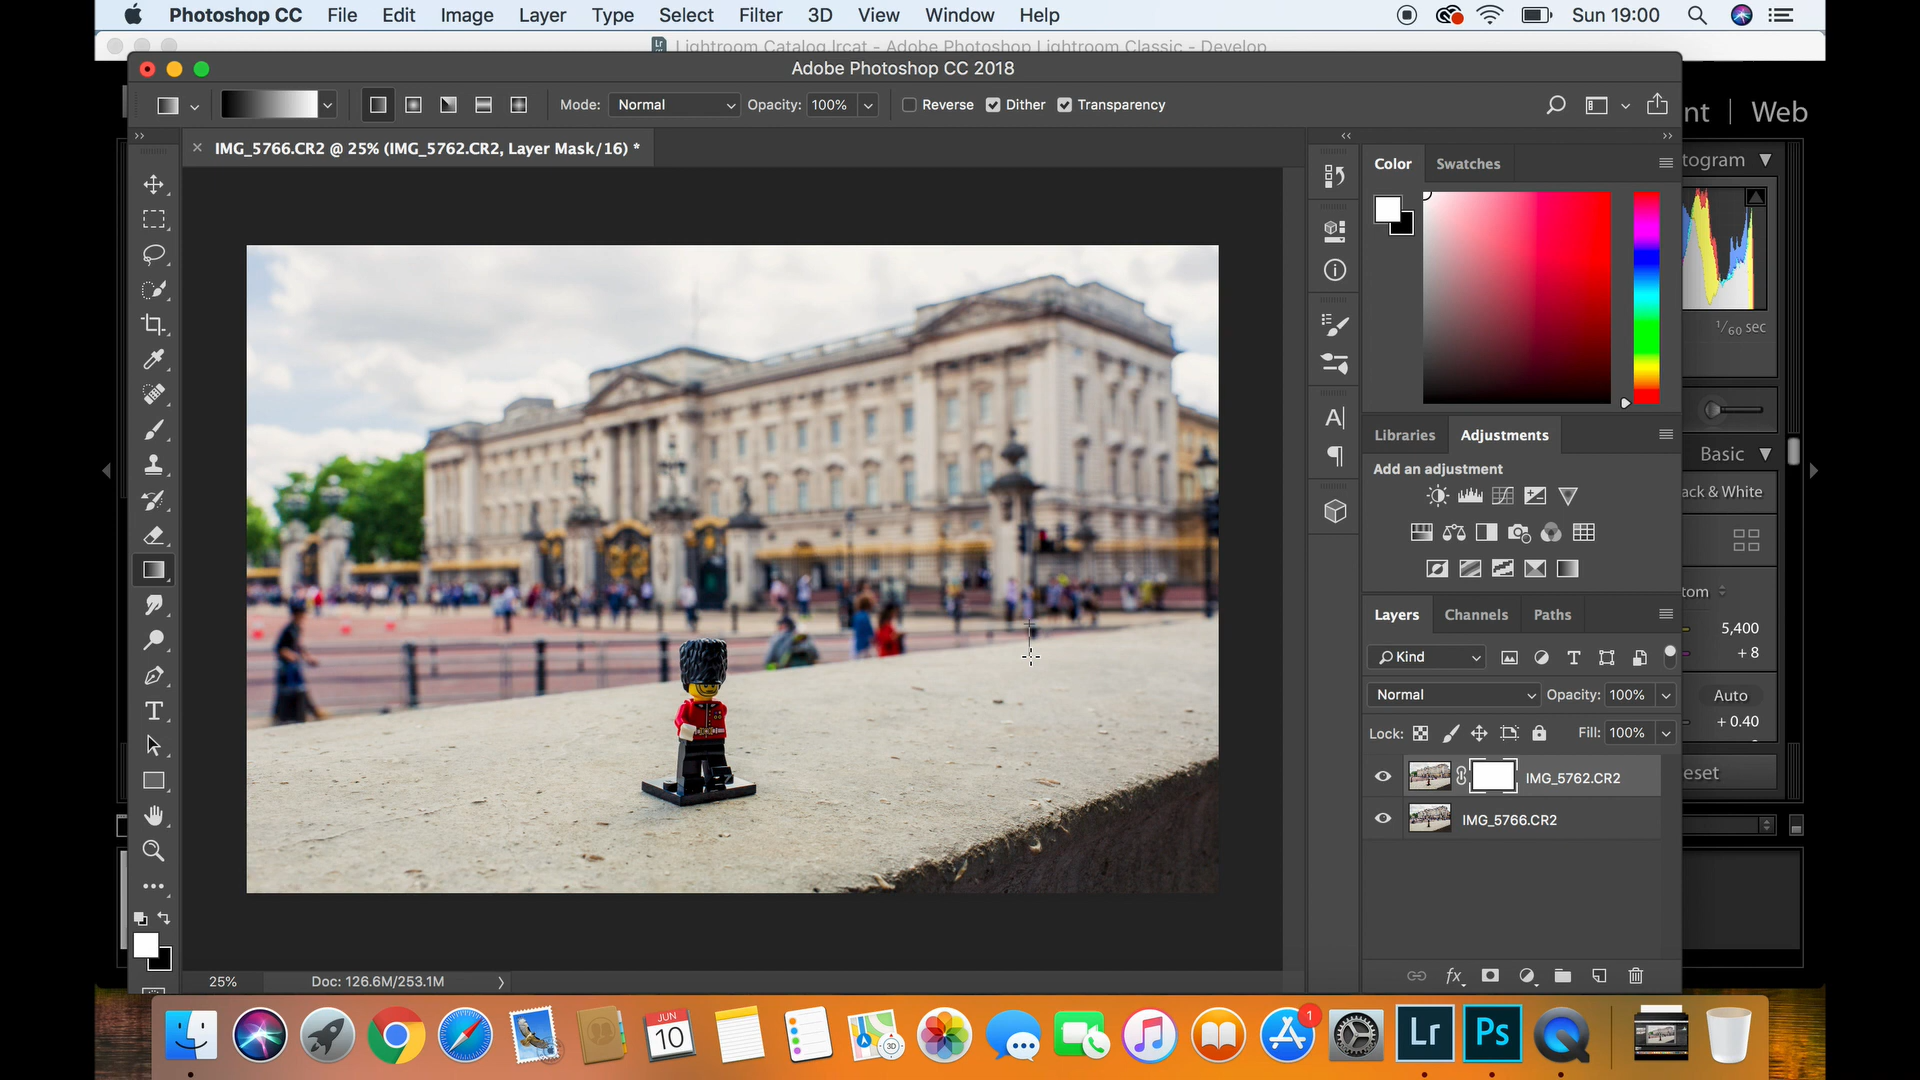 Photoshop CC File Edit Image Layer Type Select Filter 3D View Window Help Sun 19:00
Lr Lightroom Catalog.lrcat - Adobe Photoshop Lightroom Classic - Develop
Adobe Photoshop CC 2018
Mode: Normal Opacity: 100% Reverse Dither Transparency
nt | Web
IMG_5766.CR2 @ 25% (IMG_5762.CR2, Layer Mask/16) *
Color Swatches
togram
1/60 sec
Libraries Adjustments
Basic
Add an adjustment
ack & White
tom
Layers Channels Paths
5,400
Kind
+ 8
Normal Opacity: 100%
Auto
+ 0.40
Lock: Fill: 100%
eset
IMG_5762.CR2
IMG_5766.CR2
fx
25% Doc: 126.6M/253.1M
JUN
10
3D
1
Lr
Ps